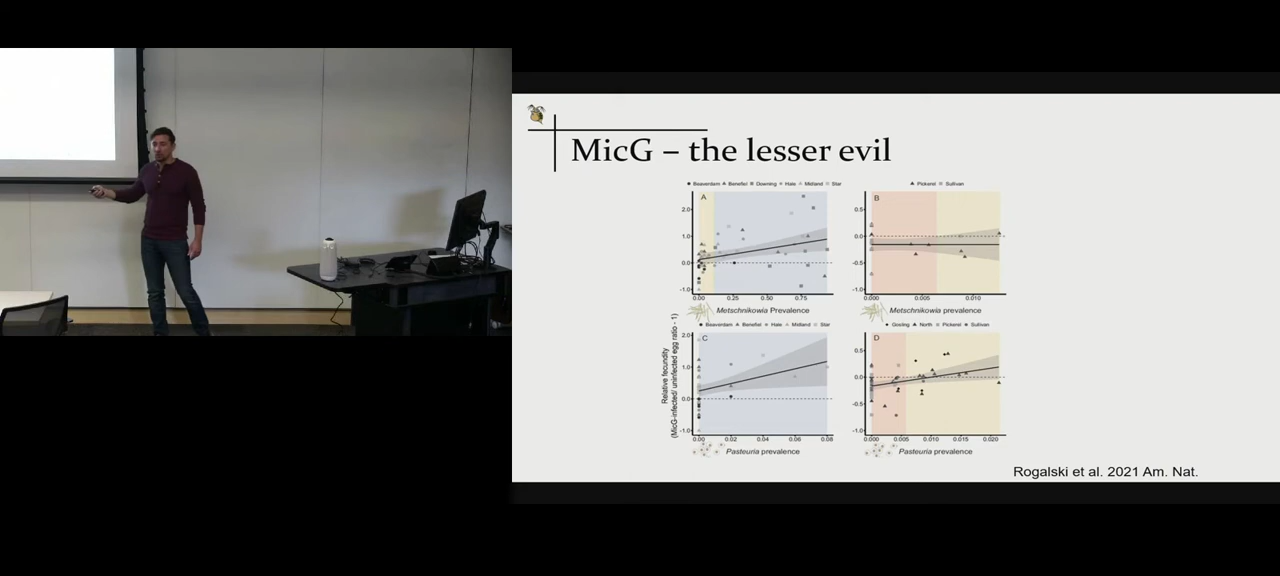 MicG – the lesser evil
Beaverdam Benefiel Downing Hale Midland Star
A
2.0
1.0
0.0
-1.0
0.00 0.25 0.50 0.75
Metschnikowia Prevalence
Pickerel Sullivan
B
0.5
0.0
-0.5
-1.0
0.000 0.005 0.010
Metschnikowia prevalence
Relative fecundity
(MicG-infected/ uninfected egg ratio - 1)
Beaverdam Benefiel Hale Midland Star
C
2.0
1.0
0.0
-1.0
0.00 0.02 0.04 0.06 0.08
Pasteuria prevalence
Gosling North Pickerel Sullivan
D
0.5
0.0
-0.5
-1.0
0.000 0.005 0.010 0.015 0.020
Pasteuria prevalence
Rogalski et al. 2021 Am. Nat.